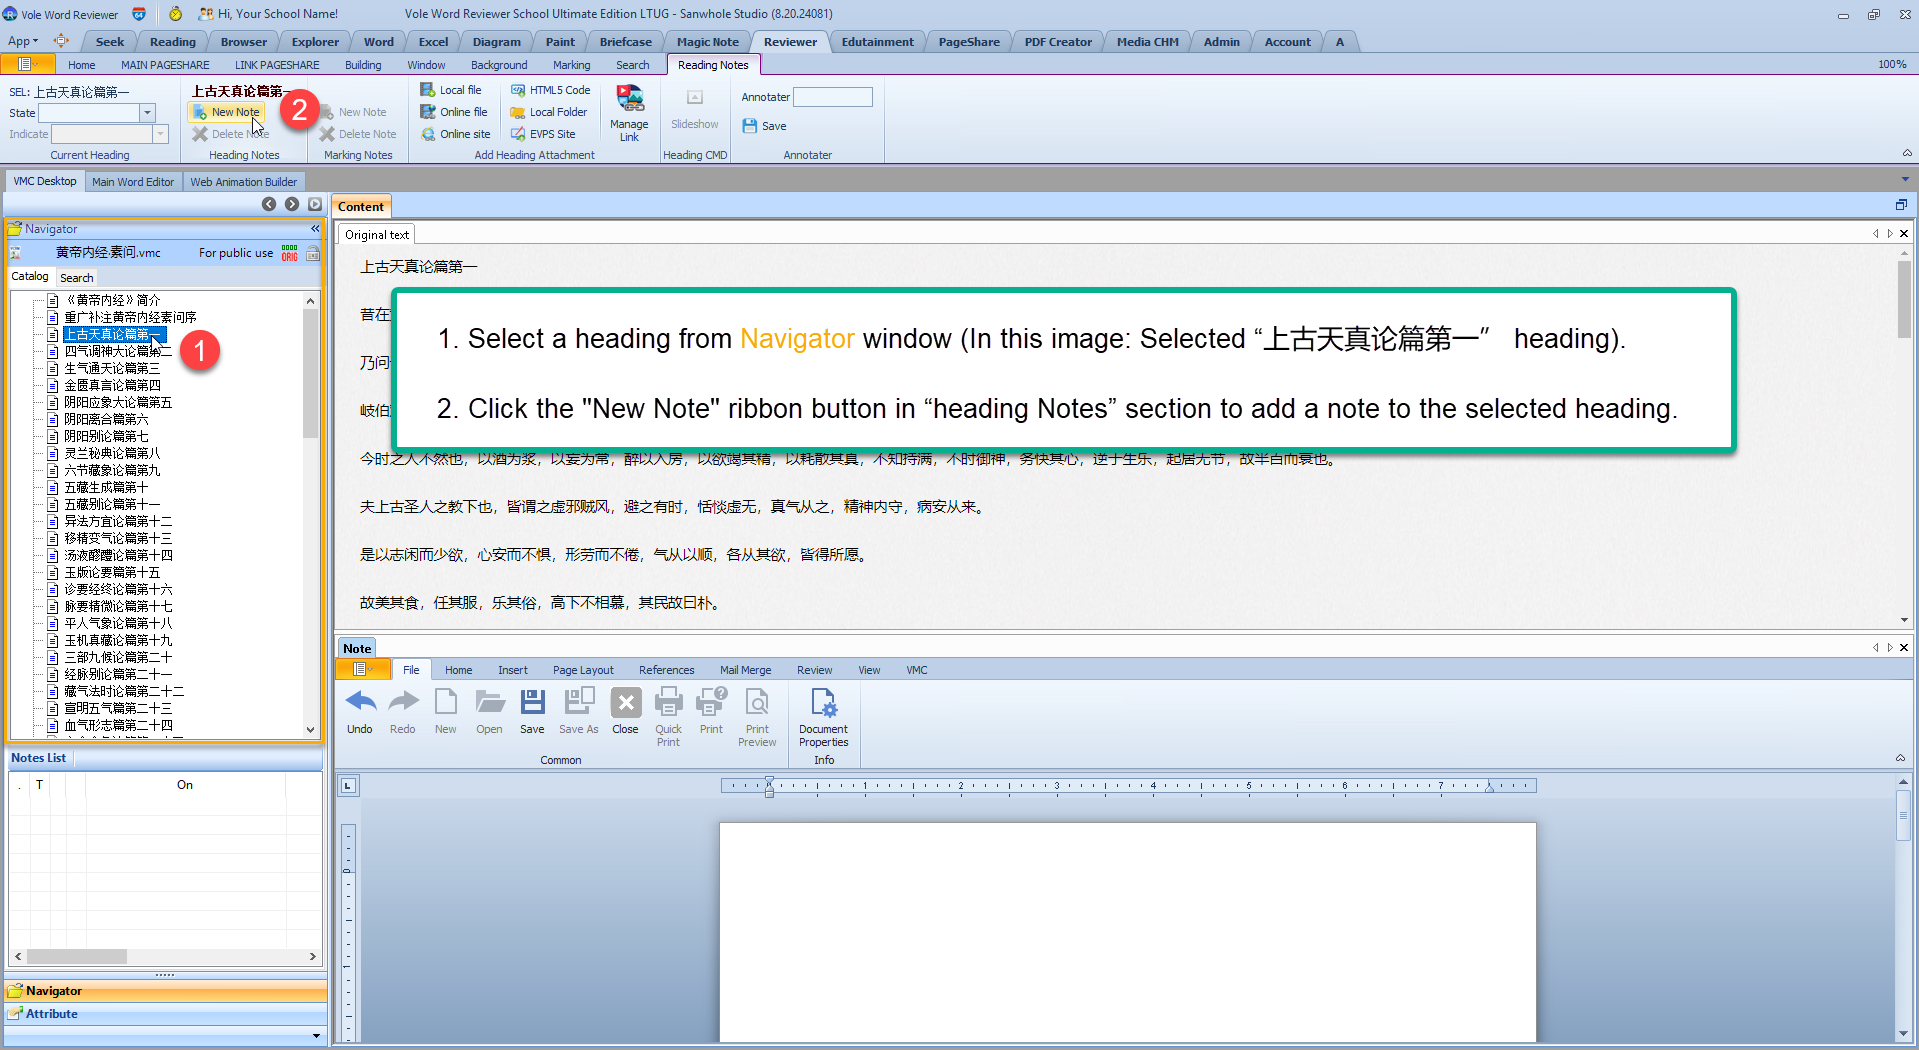 Vole Word Reviewer
Hi, Your School Name!
Vole Word Reviewer School Ultimate Edition LTUG - Sanwhole Studio (8.20.24081)
App
Seek
Reading
Browser
Explorer
Word
Excel
Diagram
Paint
Briefcase
Magic Note
Reviewer
Edutainment
PageShare
PDF Creator
Media CHM
Admin
Account
A
Home
MAIN PAGESHARE
LINK PAGESHARE
Building
Window
Background
Marking
Search
Reading Notes
100%
SEL: 上古天真论篇第一
State
Indicate
Current Heading
上古天真论篇第一
New Note
Delete Note
Heading Notes
2
New Note
Delete Note
Marking Notes
Local file
Online file
Online site
HTML5 Code
Local Folder
EVPS Site
Add Heading Attachment
Manage Link
Slideshow
Heading CMD
Annotater
Save
Annotater
VMC Desktop
Main Word Editor
Web Animation Builder
Navigator
黄帝内经·素问.vmc
For public use
ORIG
Catalog
Search
《黄帝内经》简介
重广补注黄帝内经素问序
上古天真论篇第一
1
四气调神大论篇第二
生气通天论篇第三
金匮真言论篇第四
阴阳应象大论篇第五
阴阳离合篇第六
阴阳别论篇第七
灵兰秘典论篇第八
六节藏象论篇第九
五藏生成篇第十
五藏别论篇第十一
异法方宜论篇第十二
移精变气论篇第十三
汤液醪醴论篇第十四
玉版论要篇第十五
诊要经终论篇第十六
脉要精微论篇第十七
平人气象论篇第十八
玉机真藏论篇第十九
三部九候论篇第二十
经脉别论篇第二十一
藏气法时论篇第二十二
宣明五气篇第二十三
血气形志篇第二十四
Notes List
. T On
Navigator
Attribute
Content
Original text
上古天真论篇第一
昔在
乃问
岐伯
1. Select a heading from Navigator window (In this image: Selected “上古天真论篇第一” heading).
2. Click the "New Note" ribbon button in “heading Notes” section to add a note to the selected heading.
今时之人不然也，以酒为浆，以妄为常，醉以入房，以欲竭其精，以耗散其真，不知持满，不时御神，务快其心，逆于生乐，起居无节，故半百而衰也。
夫上古圣人之教下也，皆谓之虚邪贼风，避之有时，恬惔虚无，真气从之，精神内守，病安从来。
是以志闲而少欲，心安而不惧，形劳而不倦，气从以顺，各从其欲，皆得所愿。
故美其食，任其服，乐其俗，高下不相慕，其民故曰朴。
Note
File
Home
Insert
Page Layout
References
Mail Merge
Review
View
VMC
Undo
Redo
New
Open
Save
Save As
Close
Quick Print
Print
Print Preview
Common
Document Properties
Info
L
1 2 3 4 5 6 7